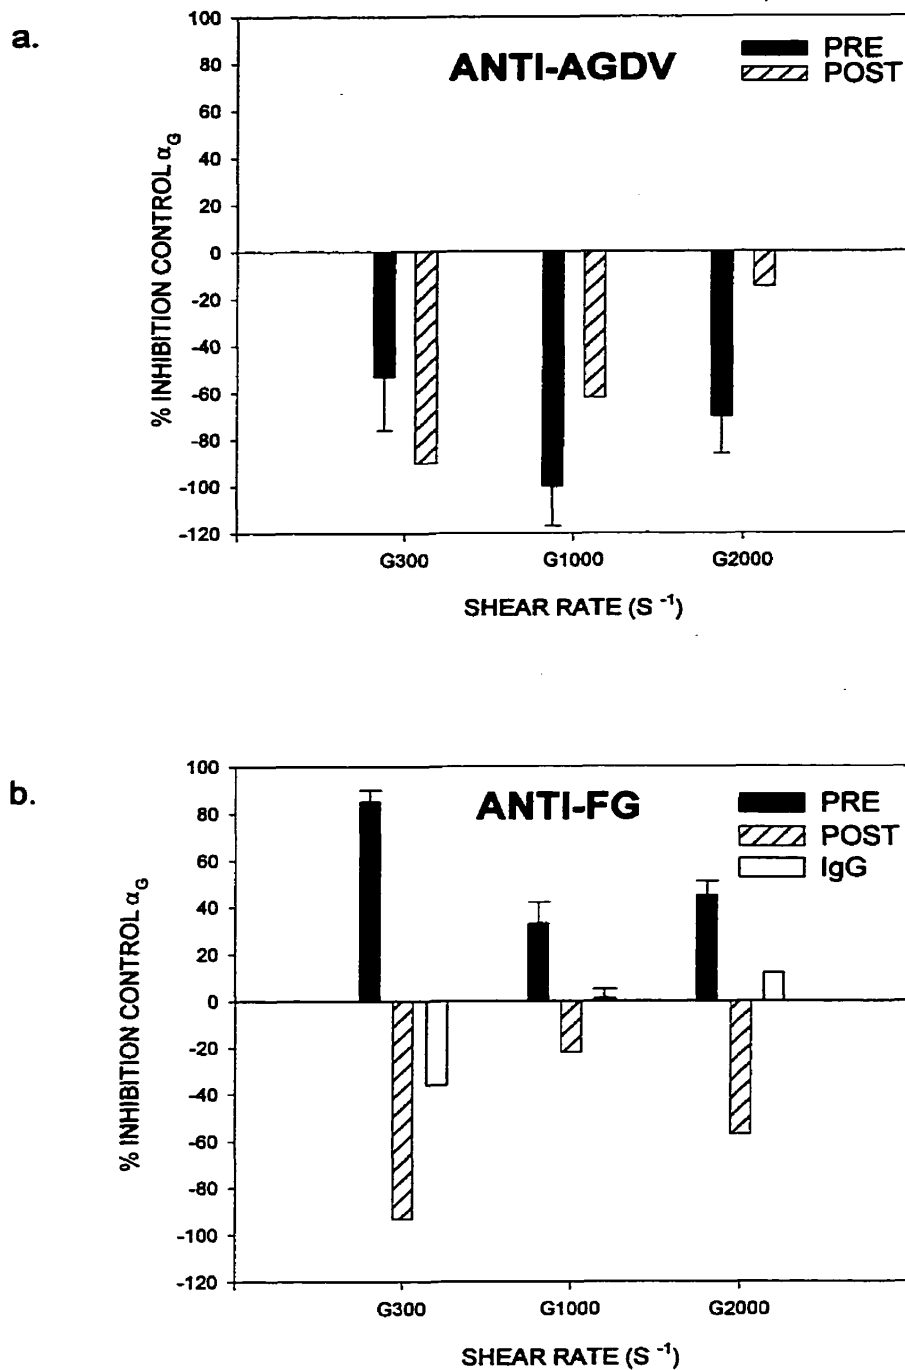 a.
ANTI-AGDV
PRE
POST
% INHIBITION CONTROL αG
100
80
60
40
20
0
-20
-40
-60
-80
-100
-120
G300 G1000 G2000
SHEAR RATE (S -1)
b.
ANTI-FG
PRE
POST
IgG
% INHIBITION CONTROL αG
100
80
60
40
20
0
-20
-40
-60
-80
-100
-120
G300 G1000 G2000
SHEAR RATE (S -1)